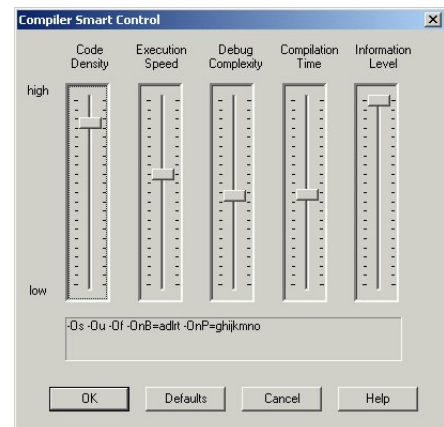 Compiler Smart Control
Code Density
Execution Speed
Debug Complexity
Compilation Time
Information Level
high
low
-Os -Ou -Of -OnB=adlrt -OnP=ghijkmno
OK
Defaults
Cancel
Help